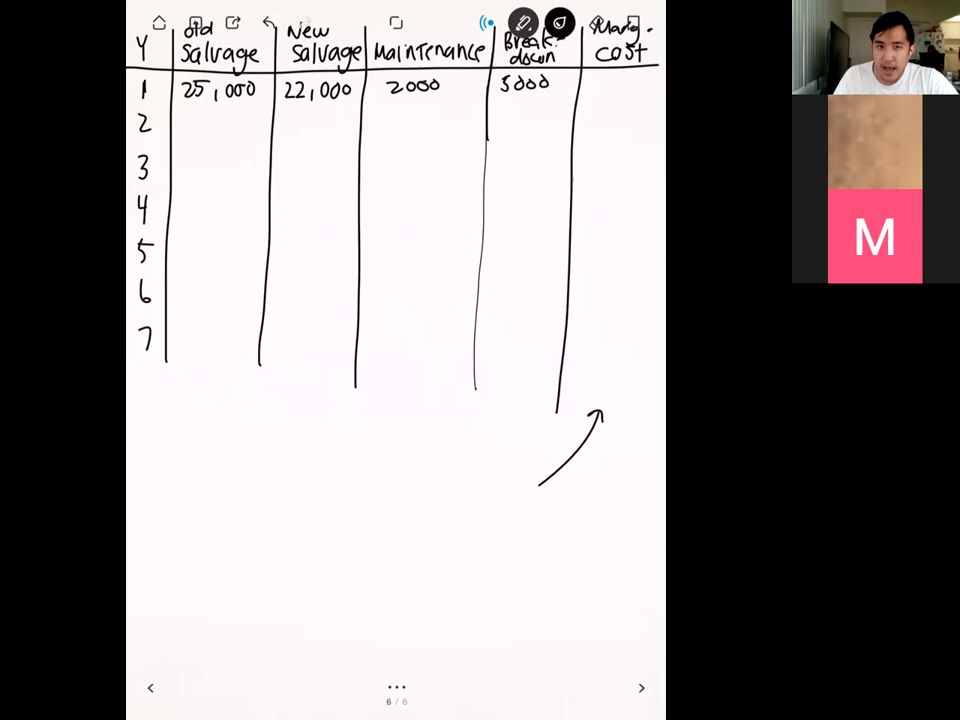 Y | old Salvage | New Salvage | Maintenance | Break-down | Marg. cost
1 | 25,000 | 22,000 | 2000 | 5000
2
3
4
5
6
7
M
6 / 6